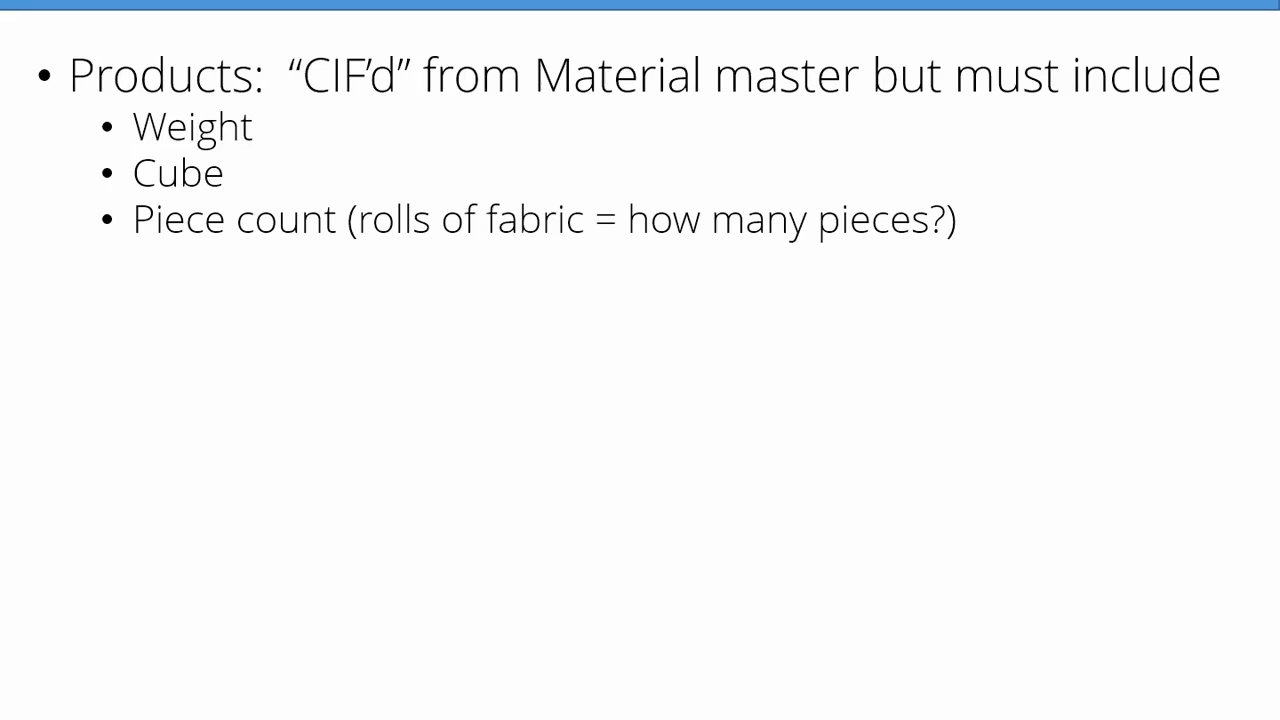 • Products:  “CIF’d” from Material master but must include
• Weight
• Cube
• Piece count (rolls of fabric = how many pieces?)